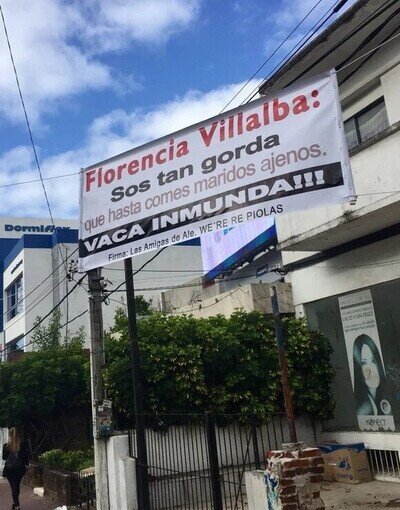 Florencia Villalba:
Sos tan gorda
que hasta comes maridos ajenos.
VACA INMUNDA!!!
Firma: Las Amigas de Ale. WE'RE RE PIOLAS